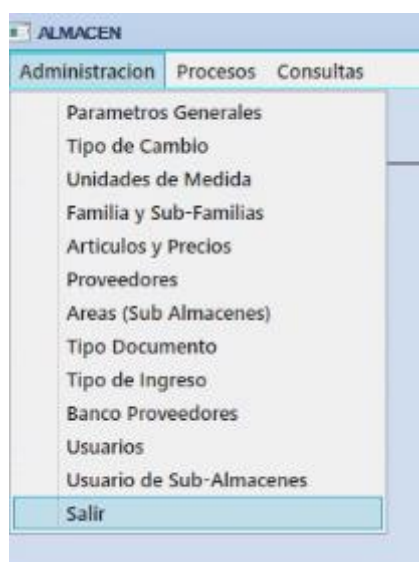 ALMACEN
Administracion Procesos Consultas
Parametros Generales
Tipo de Cambio
Unidades de Medida
Familia y Sub-Familias
Articulos y Precios
Proveedores
Areas (Sub Almacenes)
Tipo Documento
Tipo de Ingreso
Banco Proveedores
Usuarios
Usuario de Sub-Almacenes
Salir